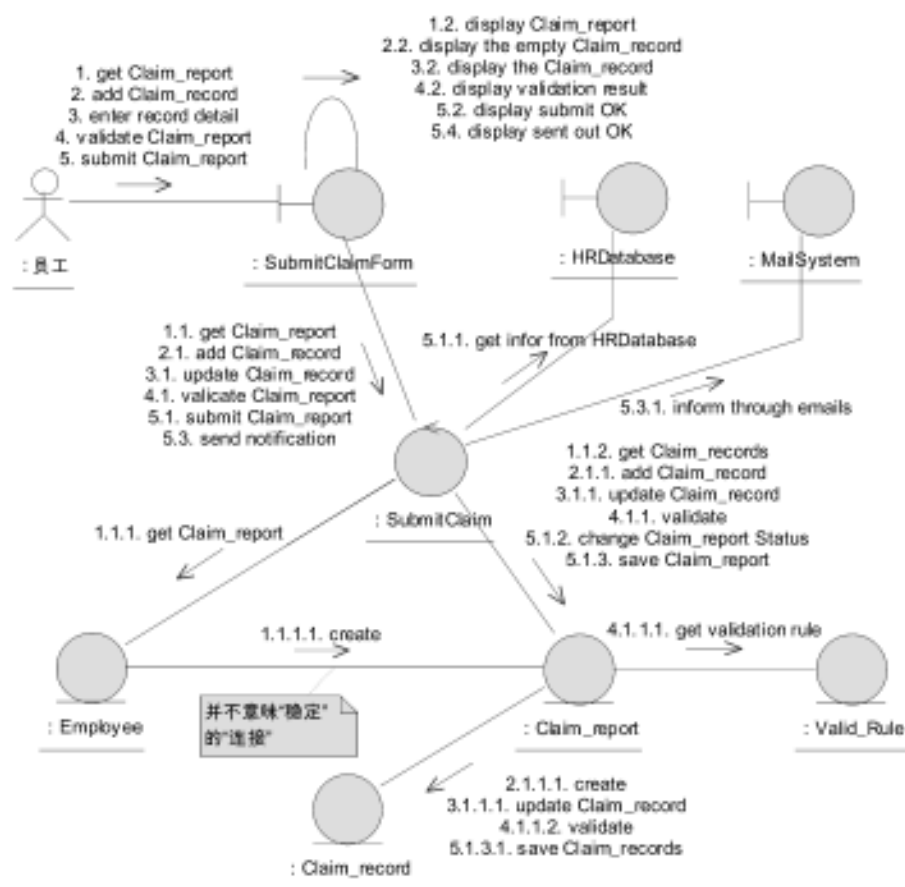 1.2. display Claim_report
2.2. display the empty Claim_record
3.2. display the Claim_record
4.2. display validation result
5.2. display submit OK
5.4. display sent out OK
1. get Claim_report
2. add Claim_record
3. enter record detail
4. validate Claim_report
5. submit Claim_report
: 员工
: SubmitClaimForm
: HRDatabase
: MailSystem
1.1. get Claim_report
2.1. add Claim_record
3.1. update Claim_record
4.1. valicate Claim_report
5.1. submit Claim_report
5.3. send notification
5.1.1. get infor from HRDatabase
5.3.1. inform through emails
: SubmitClaim
1.1.2. get Claim_records
2.1.1. add Claim_record
3.1.1. update Claim_record
4.1.1. validate
5.1.2. change Claim_report Status
5.1.3. save Claim_report
1.1.1. get Claim_report
1.1.1.1. create
4.1.1.1. get validation rule
: Employee
并不意味“稳定”
的“连接”
: Claim_report
: Valid_Rule
2.1.1.1. create
3.1.1.1. update Claim_record
4.1.1.2. validate
5.1.3.1. save Claim_records
: Claim_record